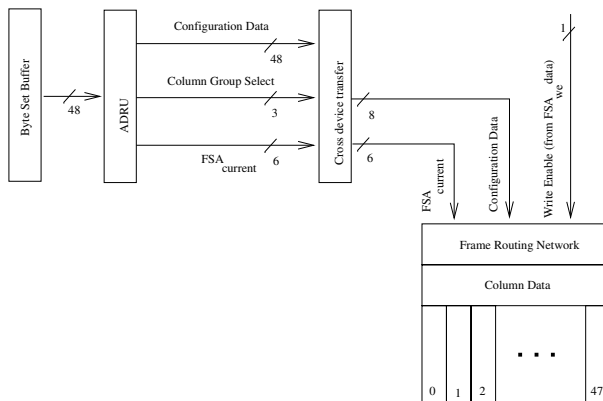 Configuration Data
48
Byte Set Buffer
48
ADRU
Column Group Select
3
FSA current
6
Cross device transfer
8
6
FSA current
Configuration Data
Write Enable (from FSA we data)
1
Frame Routing Network
Column Data
0 1 2 ... 47